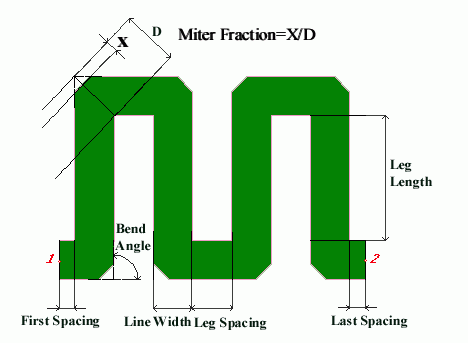 D
Miter Fraction=X/D
X
Leg
Length
Bend
Angle
1
2
First Spacing
Line Width
Leg Spacing
Last Spacing